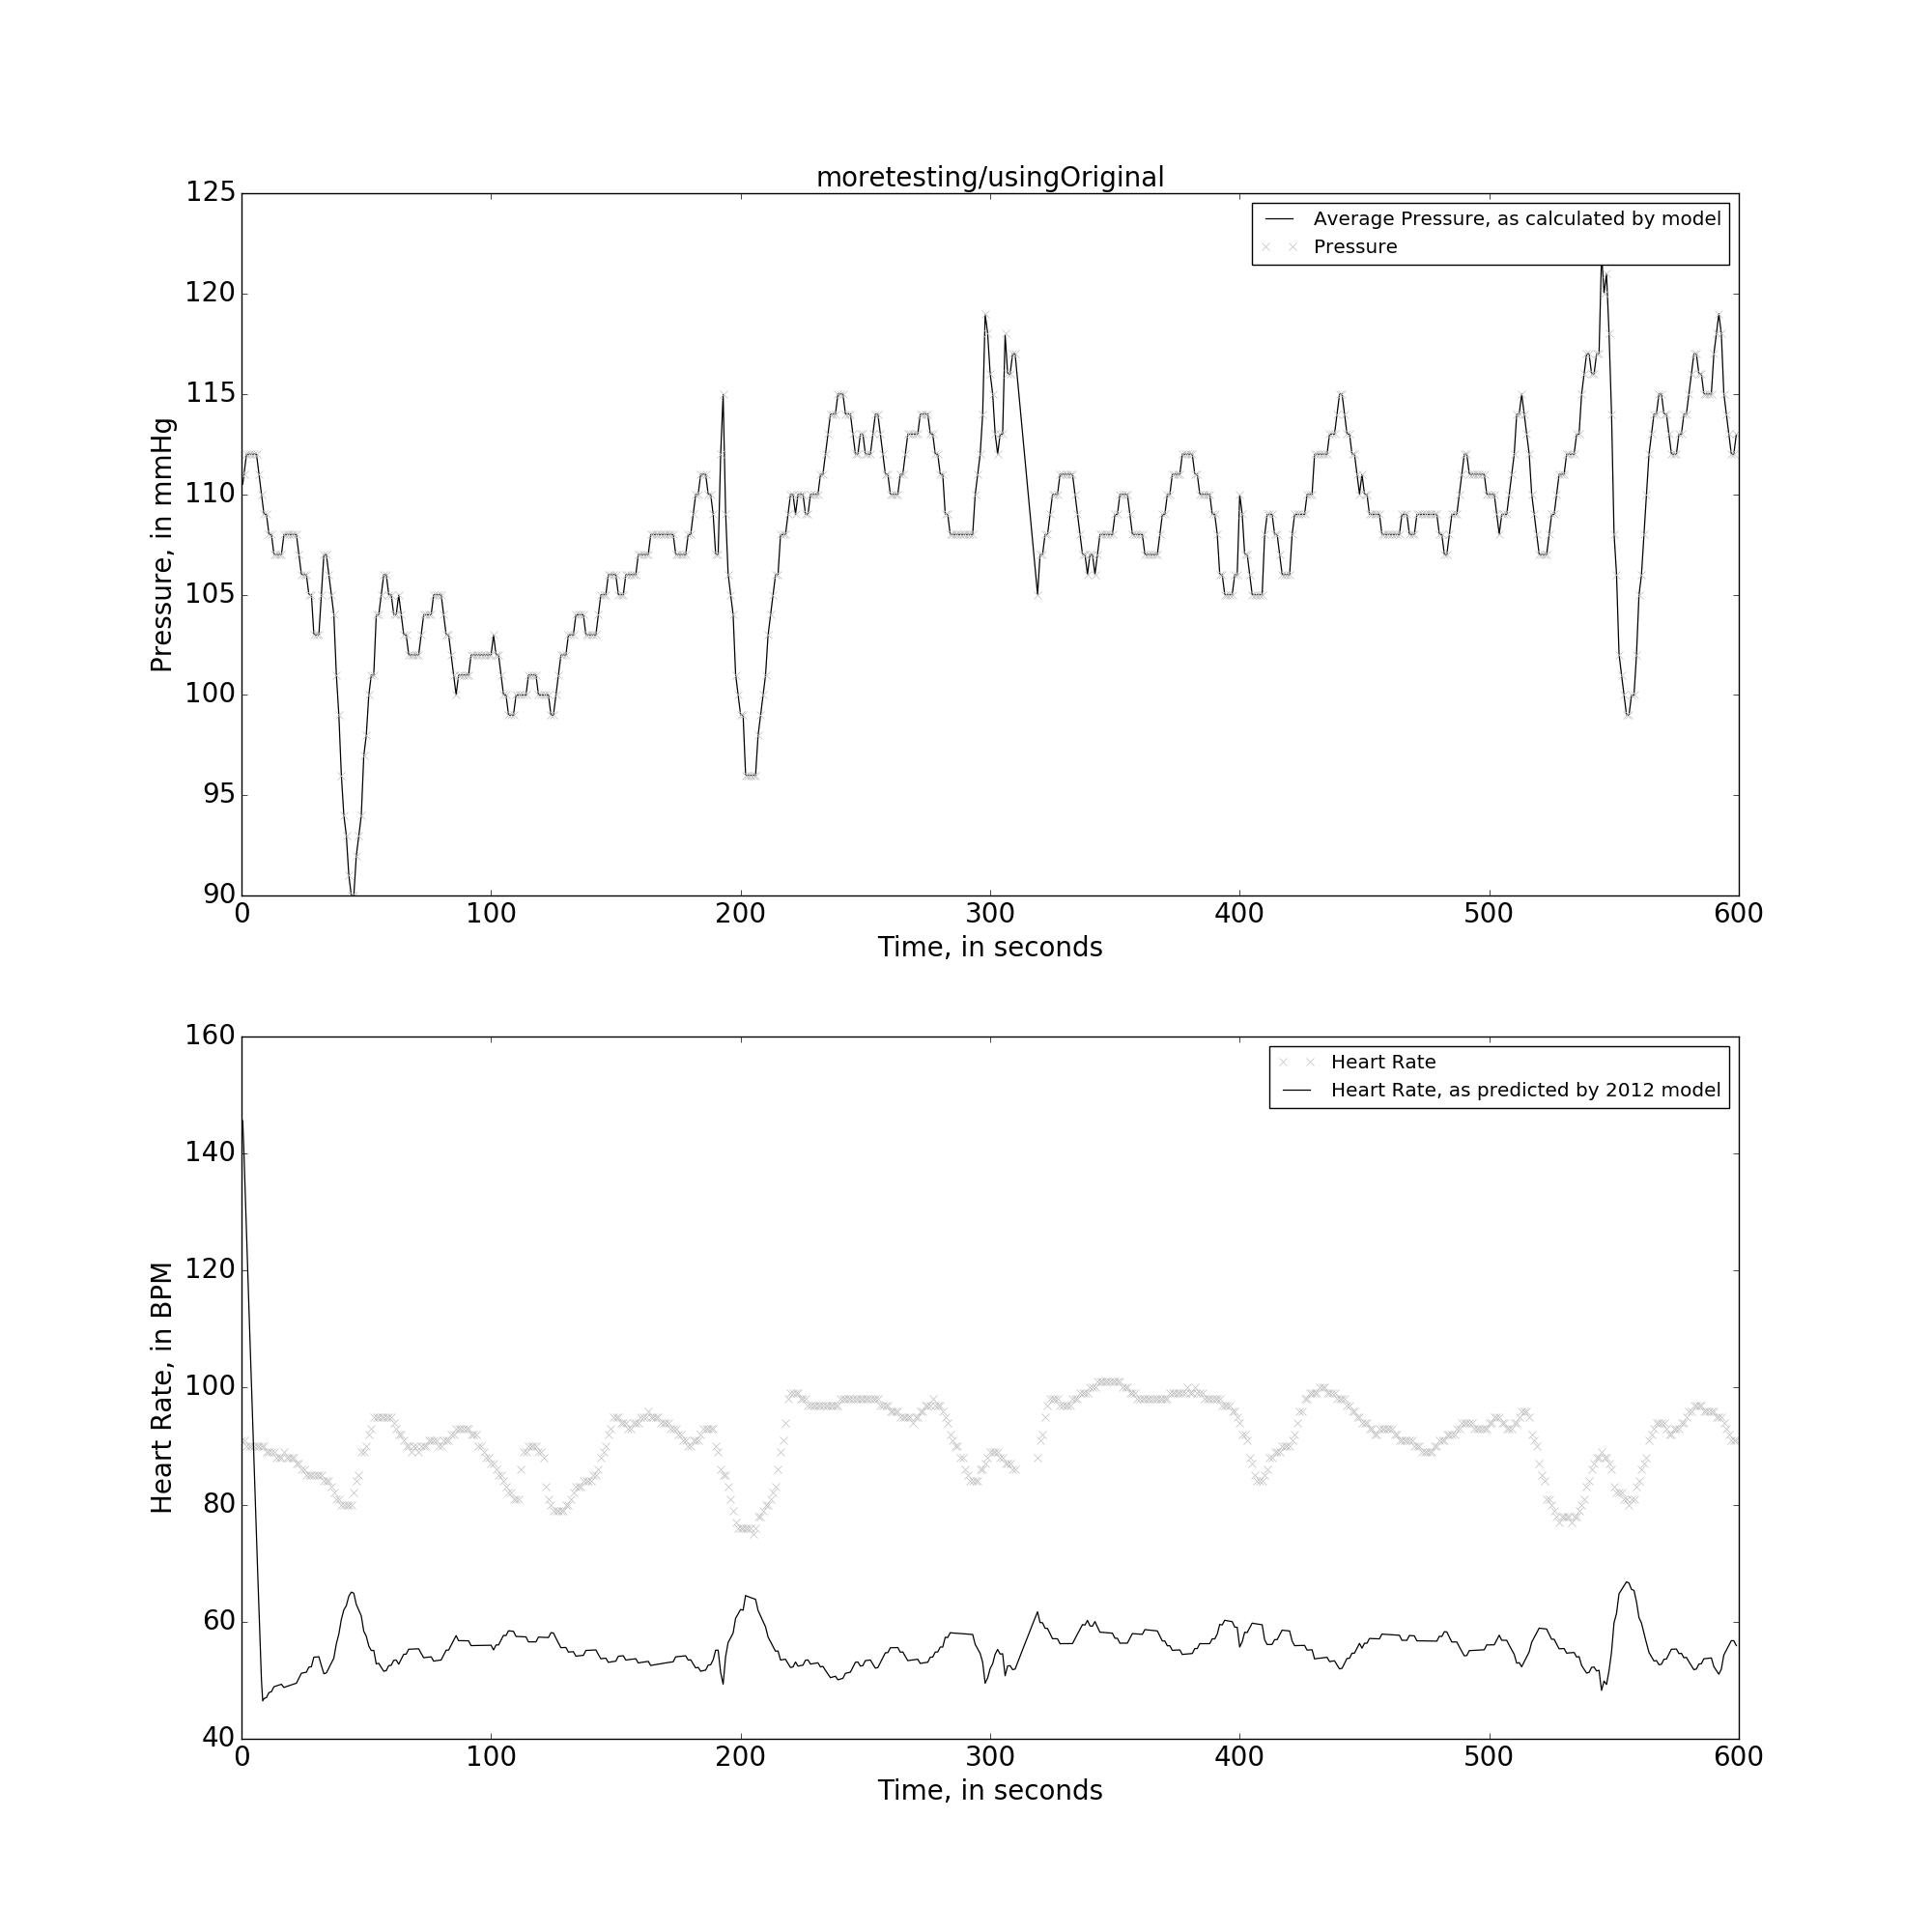 moretesting/usingOriginal
125
120
115
110
105
100
95
90
Pressure, in mmHg
Average Pressure, as calculated by model
Pressure
0 100 200 300 400 500 600
Time, in seconds
160
140
120
100
80
60
40
Heart Rate, in BPM
Heart Rate
Heart Rate, as predicted by 2012 model
0 100 200 300 400 500 600
Time, in seconds